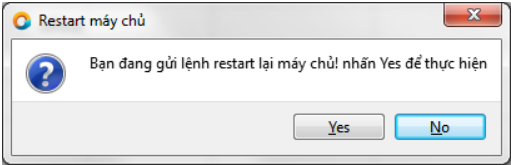 Restart máy chủ
Bạn đang gửi lệnh restart lại máy chủ! nhấn Yes để thực hiện
Yes
No